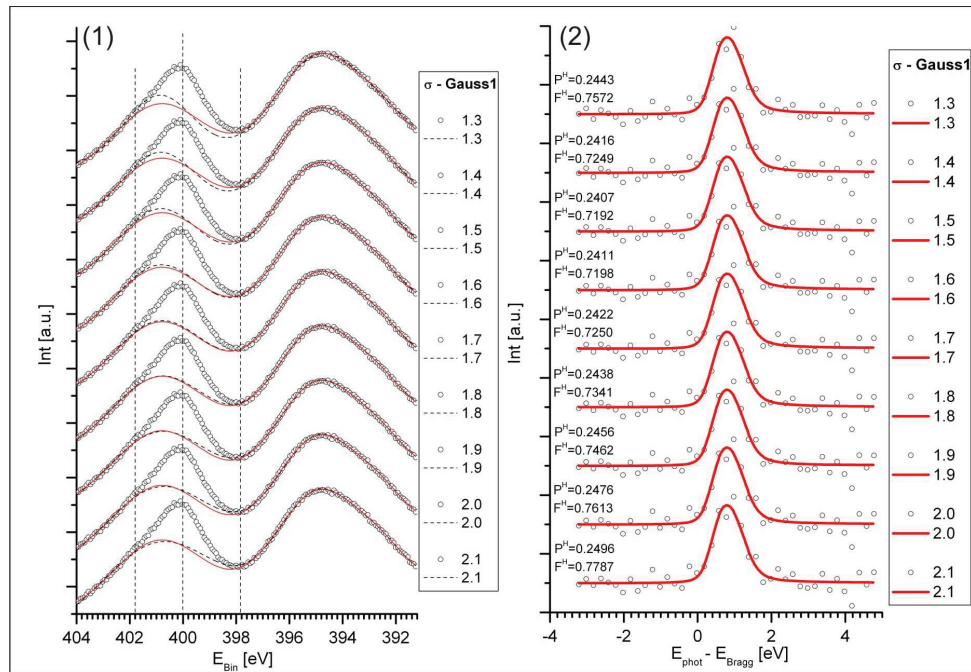 (1)
σ - Gauss1
1.3
1.3
1.4
1.4
1.5
1.5
1.6
1.6
1.7
1.7
1.8
1.8
1.9
1.9
2.0
2.0
2.1
2.1
Int [a.u.]
404 402 400 398 396 394 392
E_Bin [eV]
(2)
P^H=0.2443
F^H=0.7572
P^H=0.2416
F^H=0.7249
P^H=0.2407
F^H=0.7192
P^H=0.2411
F^H=0.7198
P^H=0.2422
F^H=0.7250
P^H=0.2438
F^H=0.7341
P^H=0.2456
F^H=0.7462
P^H=0.2476
F^H=0.7613
P^H=0.2496
F^H=0.7787
σ - Gauss1
1.3
1.3
1.4
1.4
1.5
1.5
1.6
1.6
1.7
1.7
1.8
1.8
1.9
1.9
2.0
2.0
2.1
2.1
Int [a.u.]
-4 -2 0 2 4
E_phot - E_Bragg [eV]